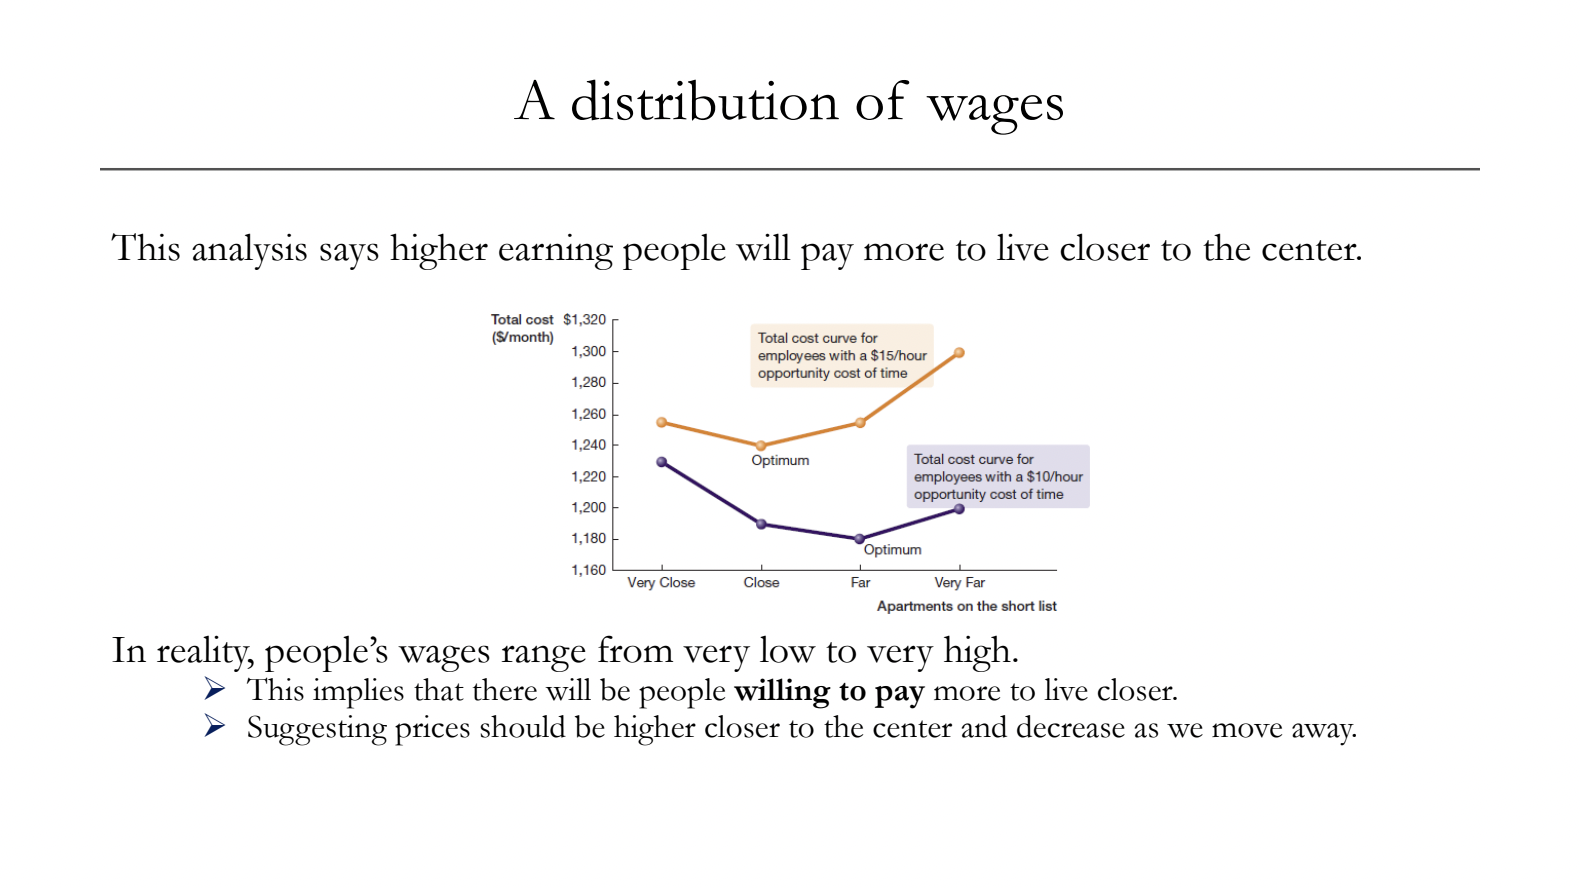 A distribution of wages
This analysis says higher earning people will pay more to live closer to the center.
Total cost
($/month)
$1,320
1,300
1,280
1,260
1,240
1,220
1,200
1,180
1,160
Total cost curve for
employees with a $15/hour
opportunity cost of time
Optimum
Total cost curve for
employees with a $10/hour
opportunity cost of time
Optimum
Very Close Close Far Very Far
Apartments on the short list
In reality, people’s wages range from very low to very high.
➢ This implies that there will be people willing to pay more to live closer.
➢ Suggesting prices should be higher closer to the center and decrease as we move away.